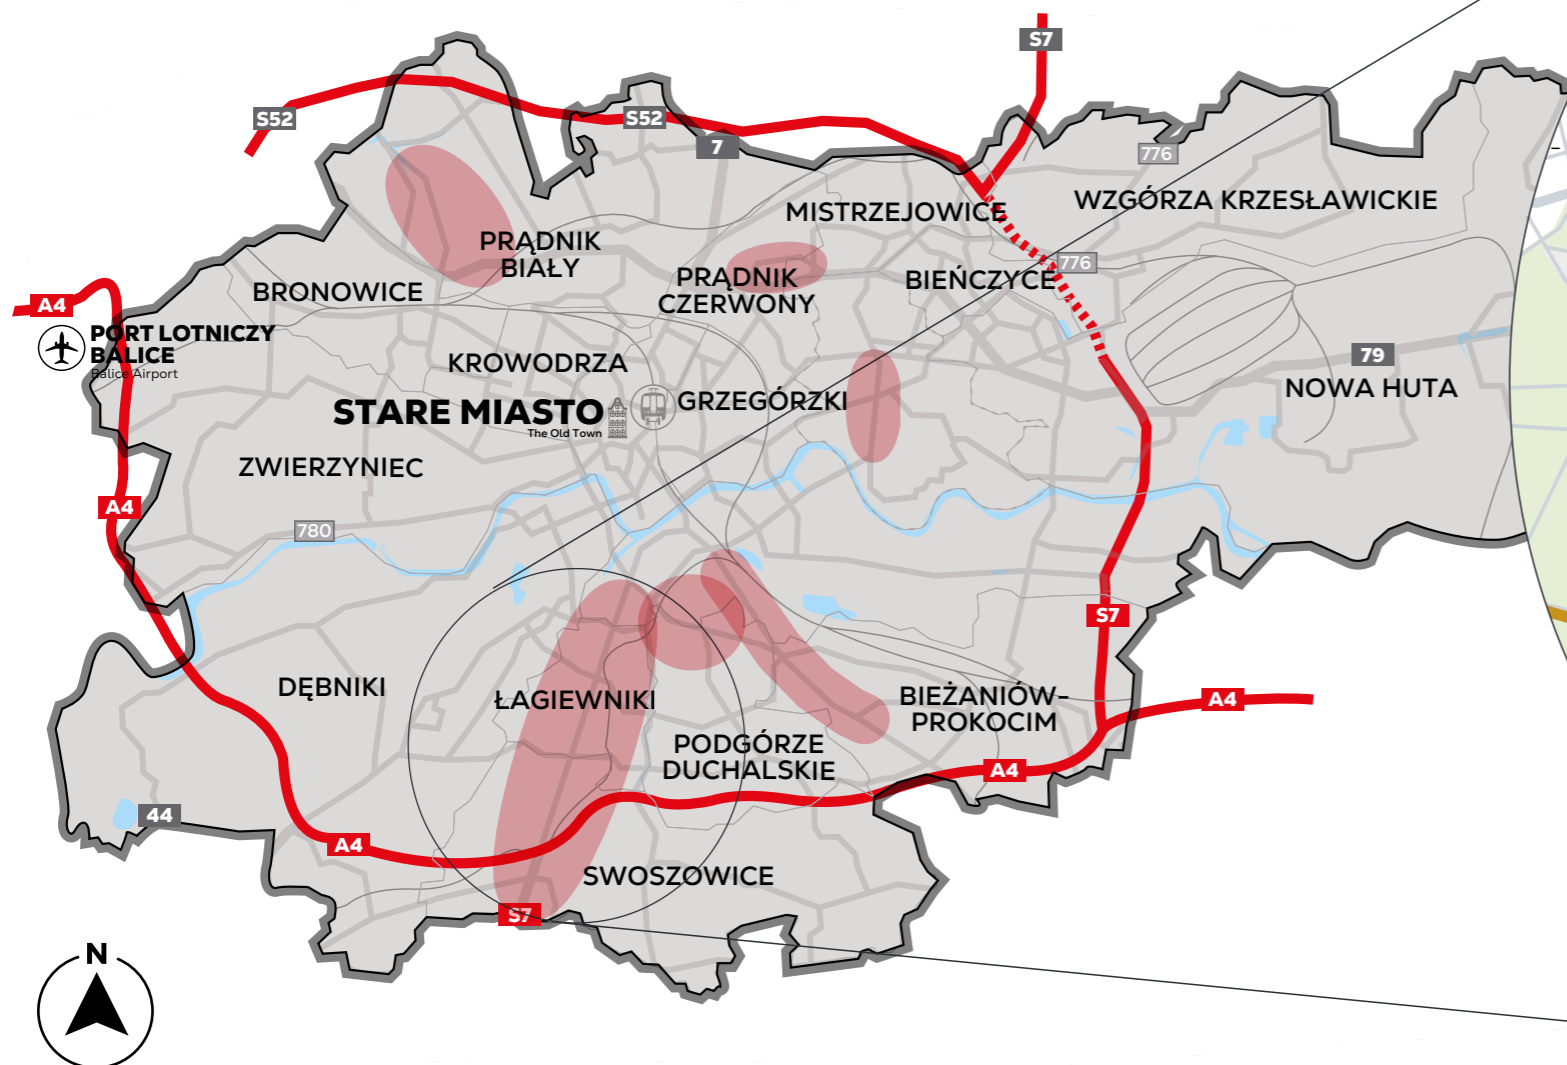 S7
S52
S52
7
776
WZGÓRZA KRZESŁAWICKIE
MISTRZEJOWICE
PRĄDNIK
BIAŁY
776
PRĄDNIK
CZERWONY
BIEŃCZYCE
BRONOWICE
A4
PORT LOTNICZY
BALICE
Balice Airport
79
KROWODRZA
NOWA HUTA
STARE MIASTO
The Old Town
GRZEGÓRZKI
ZWIERZYNIEC
A4
780
S7
DĘBNIKI
ŁAGIEWNIKI
BIEŻANIÓW-
PROKOCIM
A4
PODGÓRZE
DUCHALSKIE
A4
44
A4
SWOSZOWICE
S7
N